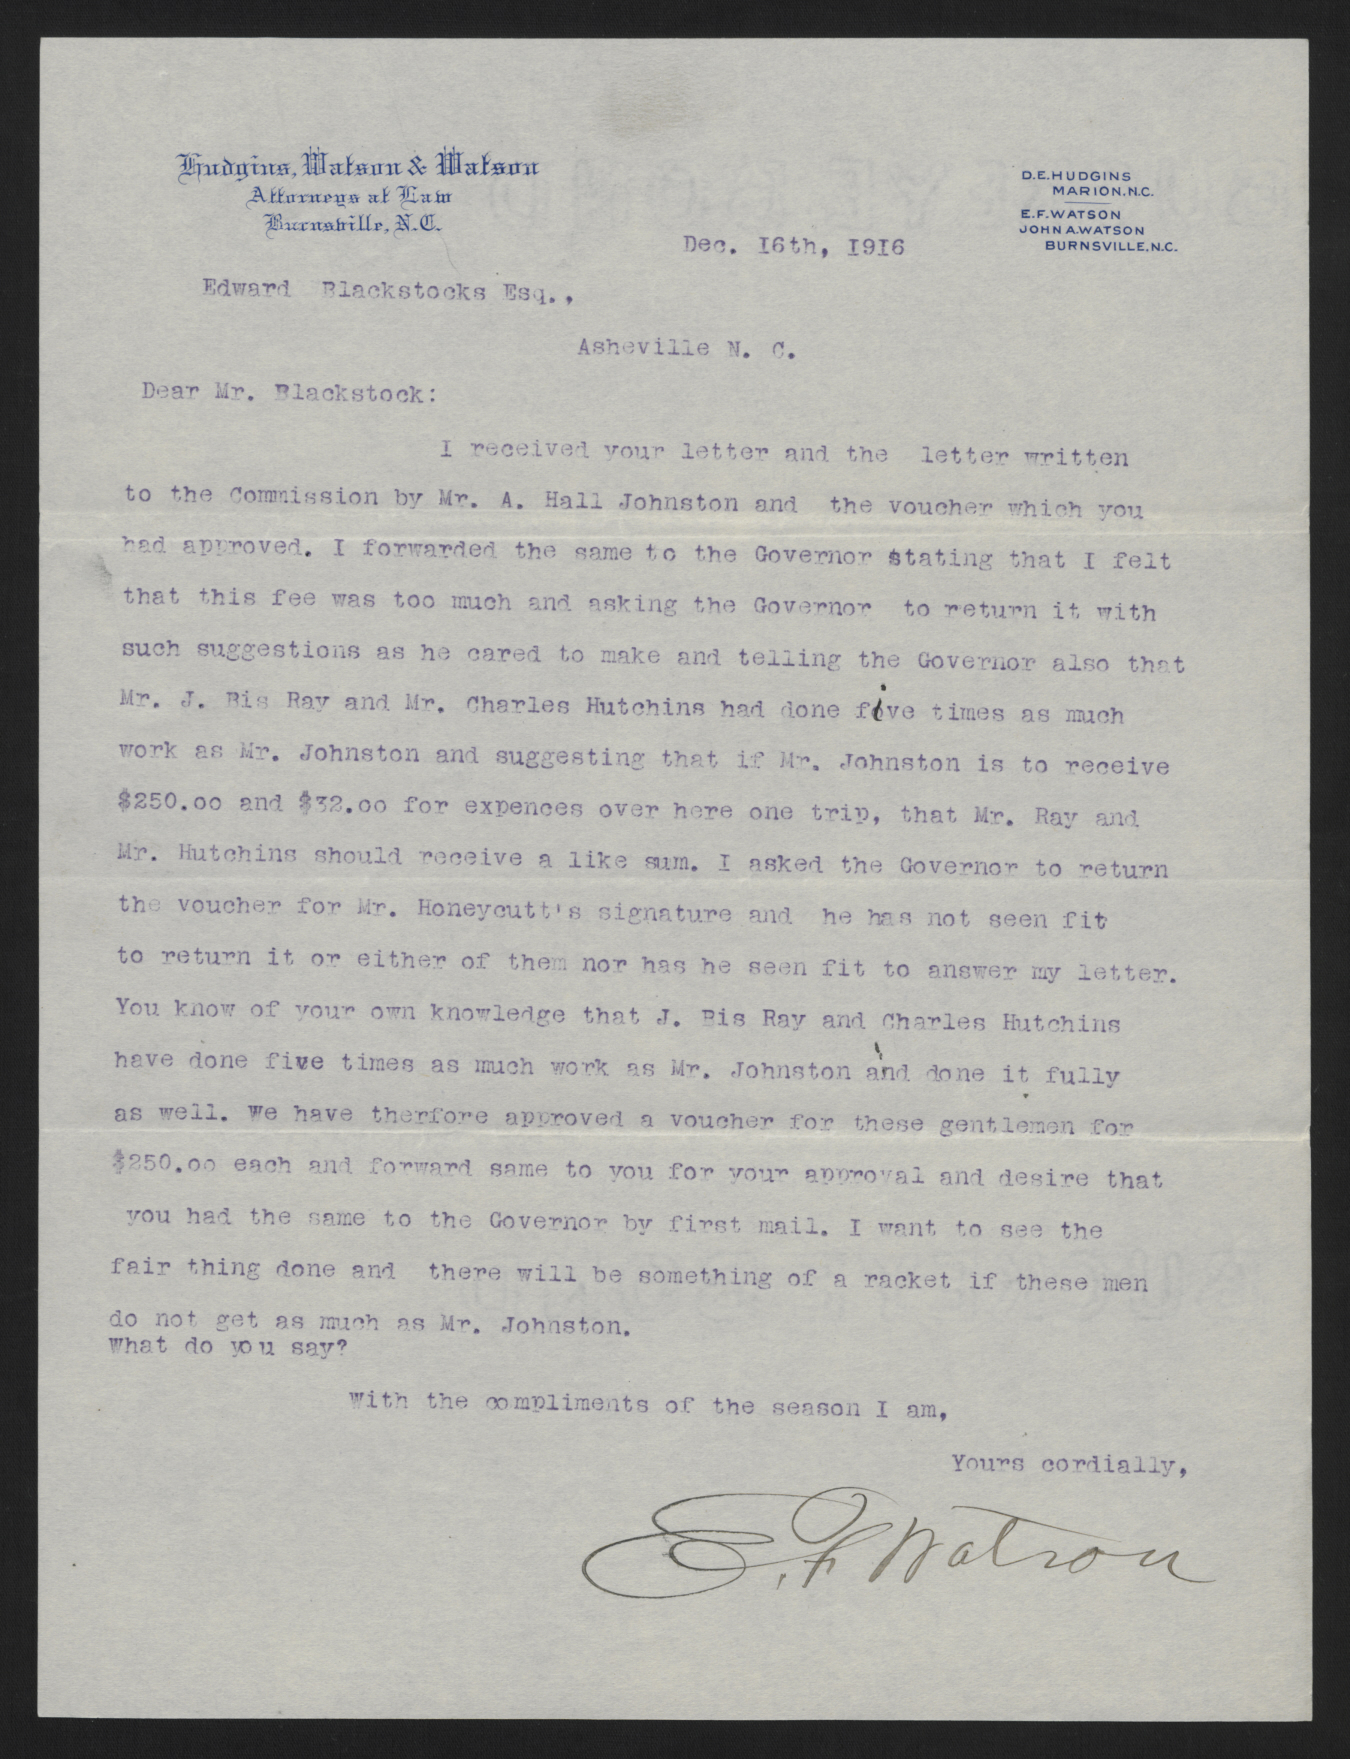 Hudgins, Watson & Watson
Attorneys at Law
Burnsville, N.C.
D.E.HUDGINS
MARION.N.C.
E.F.WATSON
JOHN A.WATSON
BURNSVILLE,N.C.
Dec. 16th, 1916
Edward Blackstocks Esq.,
Asheville N. C.
Dear Mr. Blackstock:
I received your letter and the letter written
to the Commission by Mr. A. Hall Johnston and the voucher which you
had approved. I forwarded the same to the Governor stating that I felt
that this fee was too much and asking the Governor to return it with
such suggestions as he cared to make and telling the Governor also that
Mr. J. Bis Ray and Mr. Charles Hutchins had done five times as much
work as Mr. Johnston and suggesting that if Mr. Johnston is to receive
$250.oo and $32.oo for expences over here one trip, that Mr. Ray and
Mr. Hutchins should receive a like sum. I asked the Governor to return
the voucher for Mr. Honeycutt's signature and he has not seen fit
to return it or either of them nor has he seen fit to answer my letter.
You know of your own knowledge that J. Bis Ray and Charles Hutchins
have done five times as much work as Mr. Johnston and done it fully
as well. We have therfore approved a voucher for these gentlemen for
$250.oo each and forward same to you for your approval and desire that
you had the same to the Governor by first mail. I want to see the
fair thing done and there will be something of a racket if these men
do not get as much as Mr. Johnston.
What do you say?
With the compliments of the season I am,
Yours cordially,
E. F. Watson